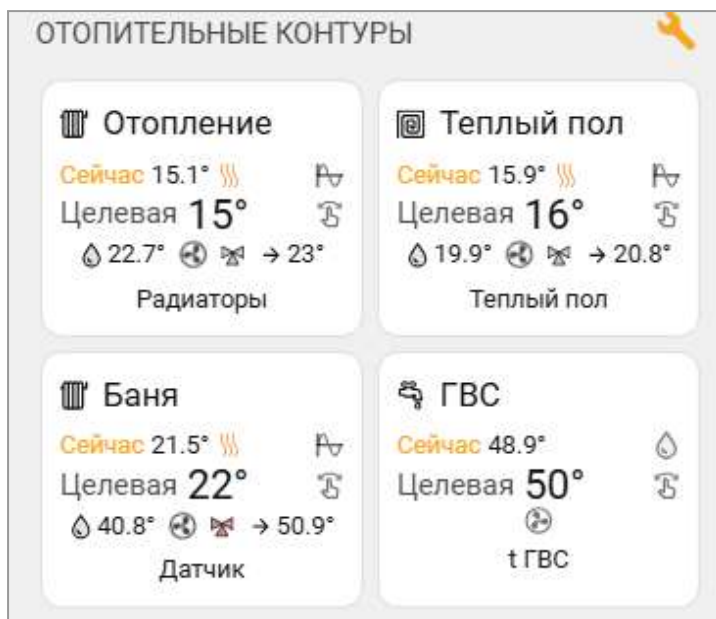 ОТОПИТЕЛЬНЫЕ КОНТУРЫ
Отопление
Сейчас 15.1°
Целевая 15°
22.7° → 23°
Радиаторы
Теплый пол
Сейчас 15.9°
Целевая 16°
19.9° → 20.8°
Теплый пол
Баня
Сейчас 21.5°
Целевая 22°
40.8° → 50.9°
Датчик
ГВС
Сейчас 48.9°
Целевая 50°
t ГВС